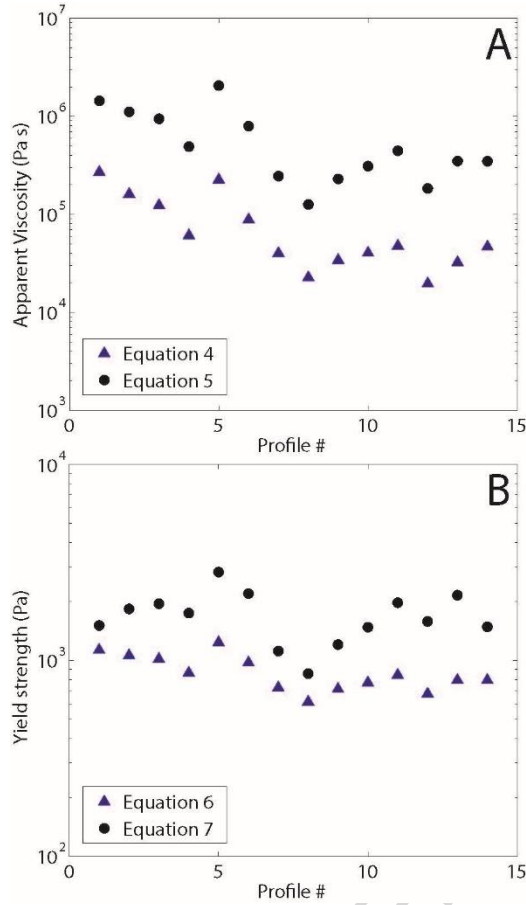 A
10^7
10^6
10^5
10^4
10^3
Apparent Viscosity (Pa s)
Equation 4
Equation 5
0 5 10 15
Profile #
B
10^4
10^3
10^2
Yield strength (Pa)
Equation 6
Equation 7
0 5 10 15
Profile #